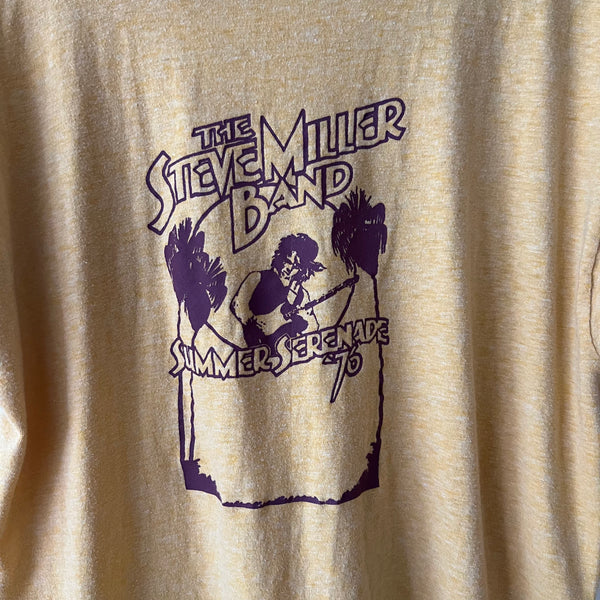 THE
STEVE MILLER
BAND
SUMMER SERENADE
'76